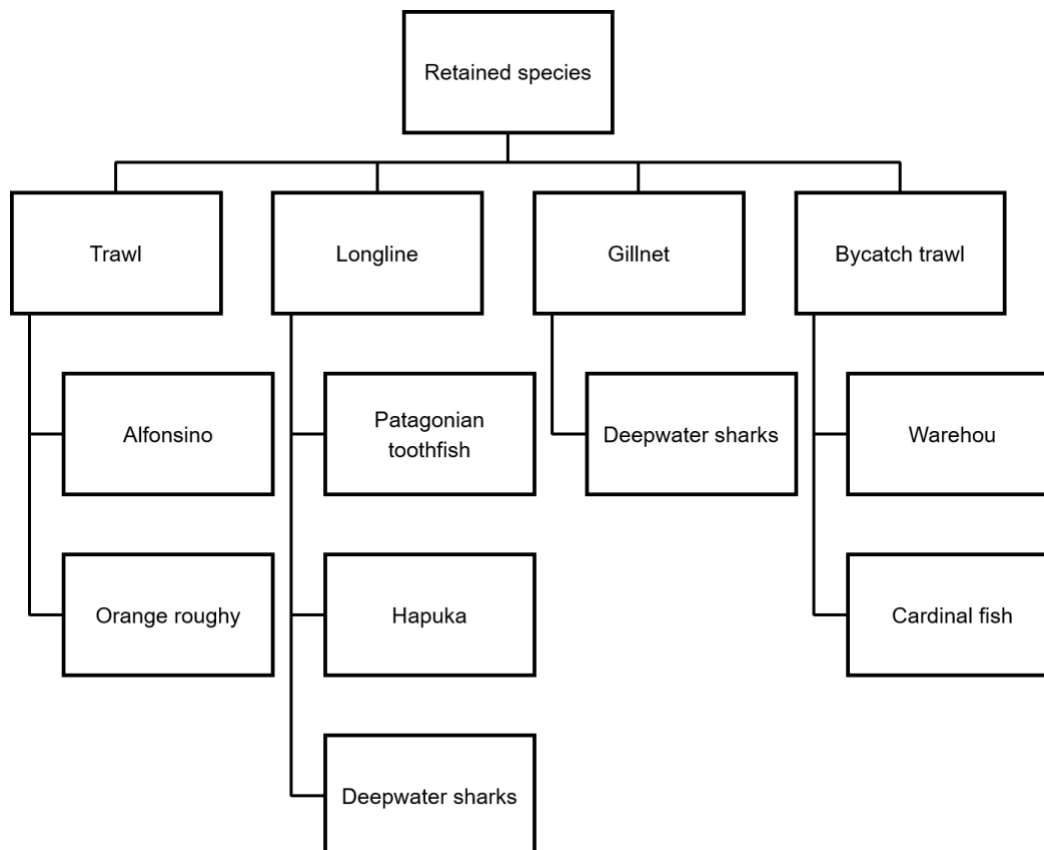 Retained species
Trawl
Longline
Gillnet
Bycatch trawl
Alfonsino
Patagonian
toothfish
Deepwater sharks
Warehou
Orange roughy
Hapuka
Cardinal fish
Deepwater sharks